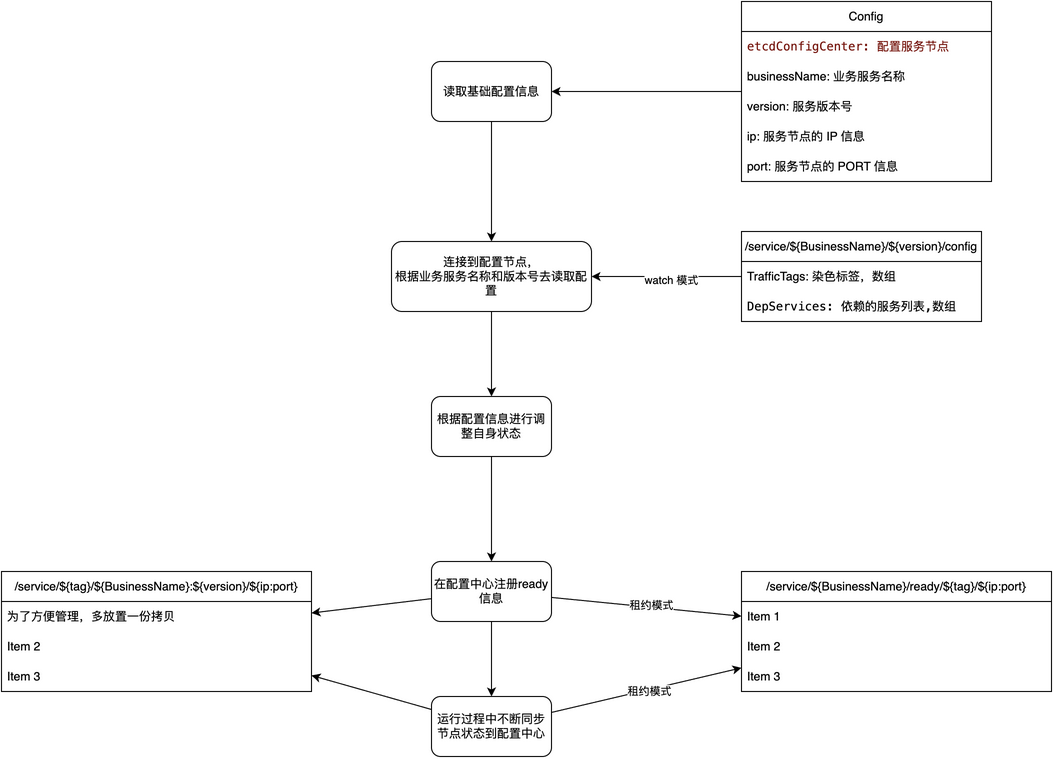 Config
etcdConfigCenter: 配置服务节点
businessName: 业务服务名称
version: 服务版本号
ip: 服务节点的 IP 信息
port: 服务节点的 PORT 信息
读取基础配置信息
/service/${BusinessName}/${version}/config
TrafficTags: 染色标签，数组
DepServices: 依赖的服务列表,数组
watch 模式
连接到配置节点，
根据业务服务名称和版本号去读取配
置
根据配置信息进行调
整自身状态
在配置中心注册ready
信息
/service/${tag}/${BusinessName}:${version}/${ip:port}
为了方便管理，多放置一份拷贝
Item 2
Item 3
租约模式
/service/${BusinessName}/ready/${tag}/${ip:port}
Item 1
Item 2
Item 3
租约模式
运行过程中不断同步
节点状态到配置中心